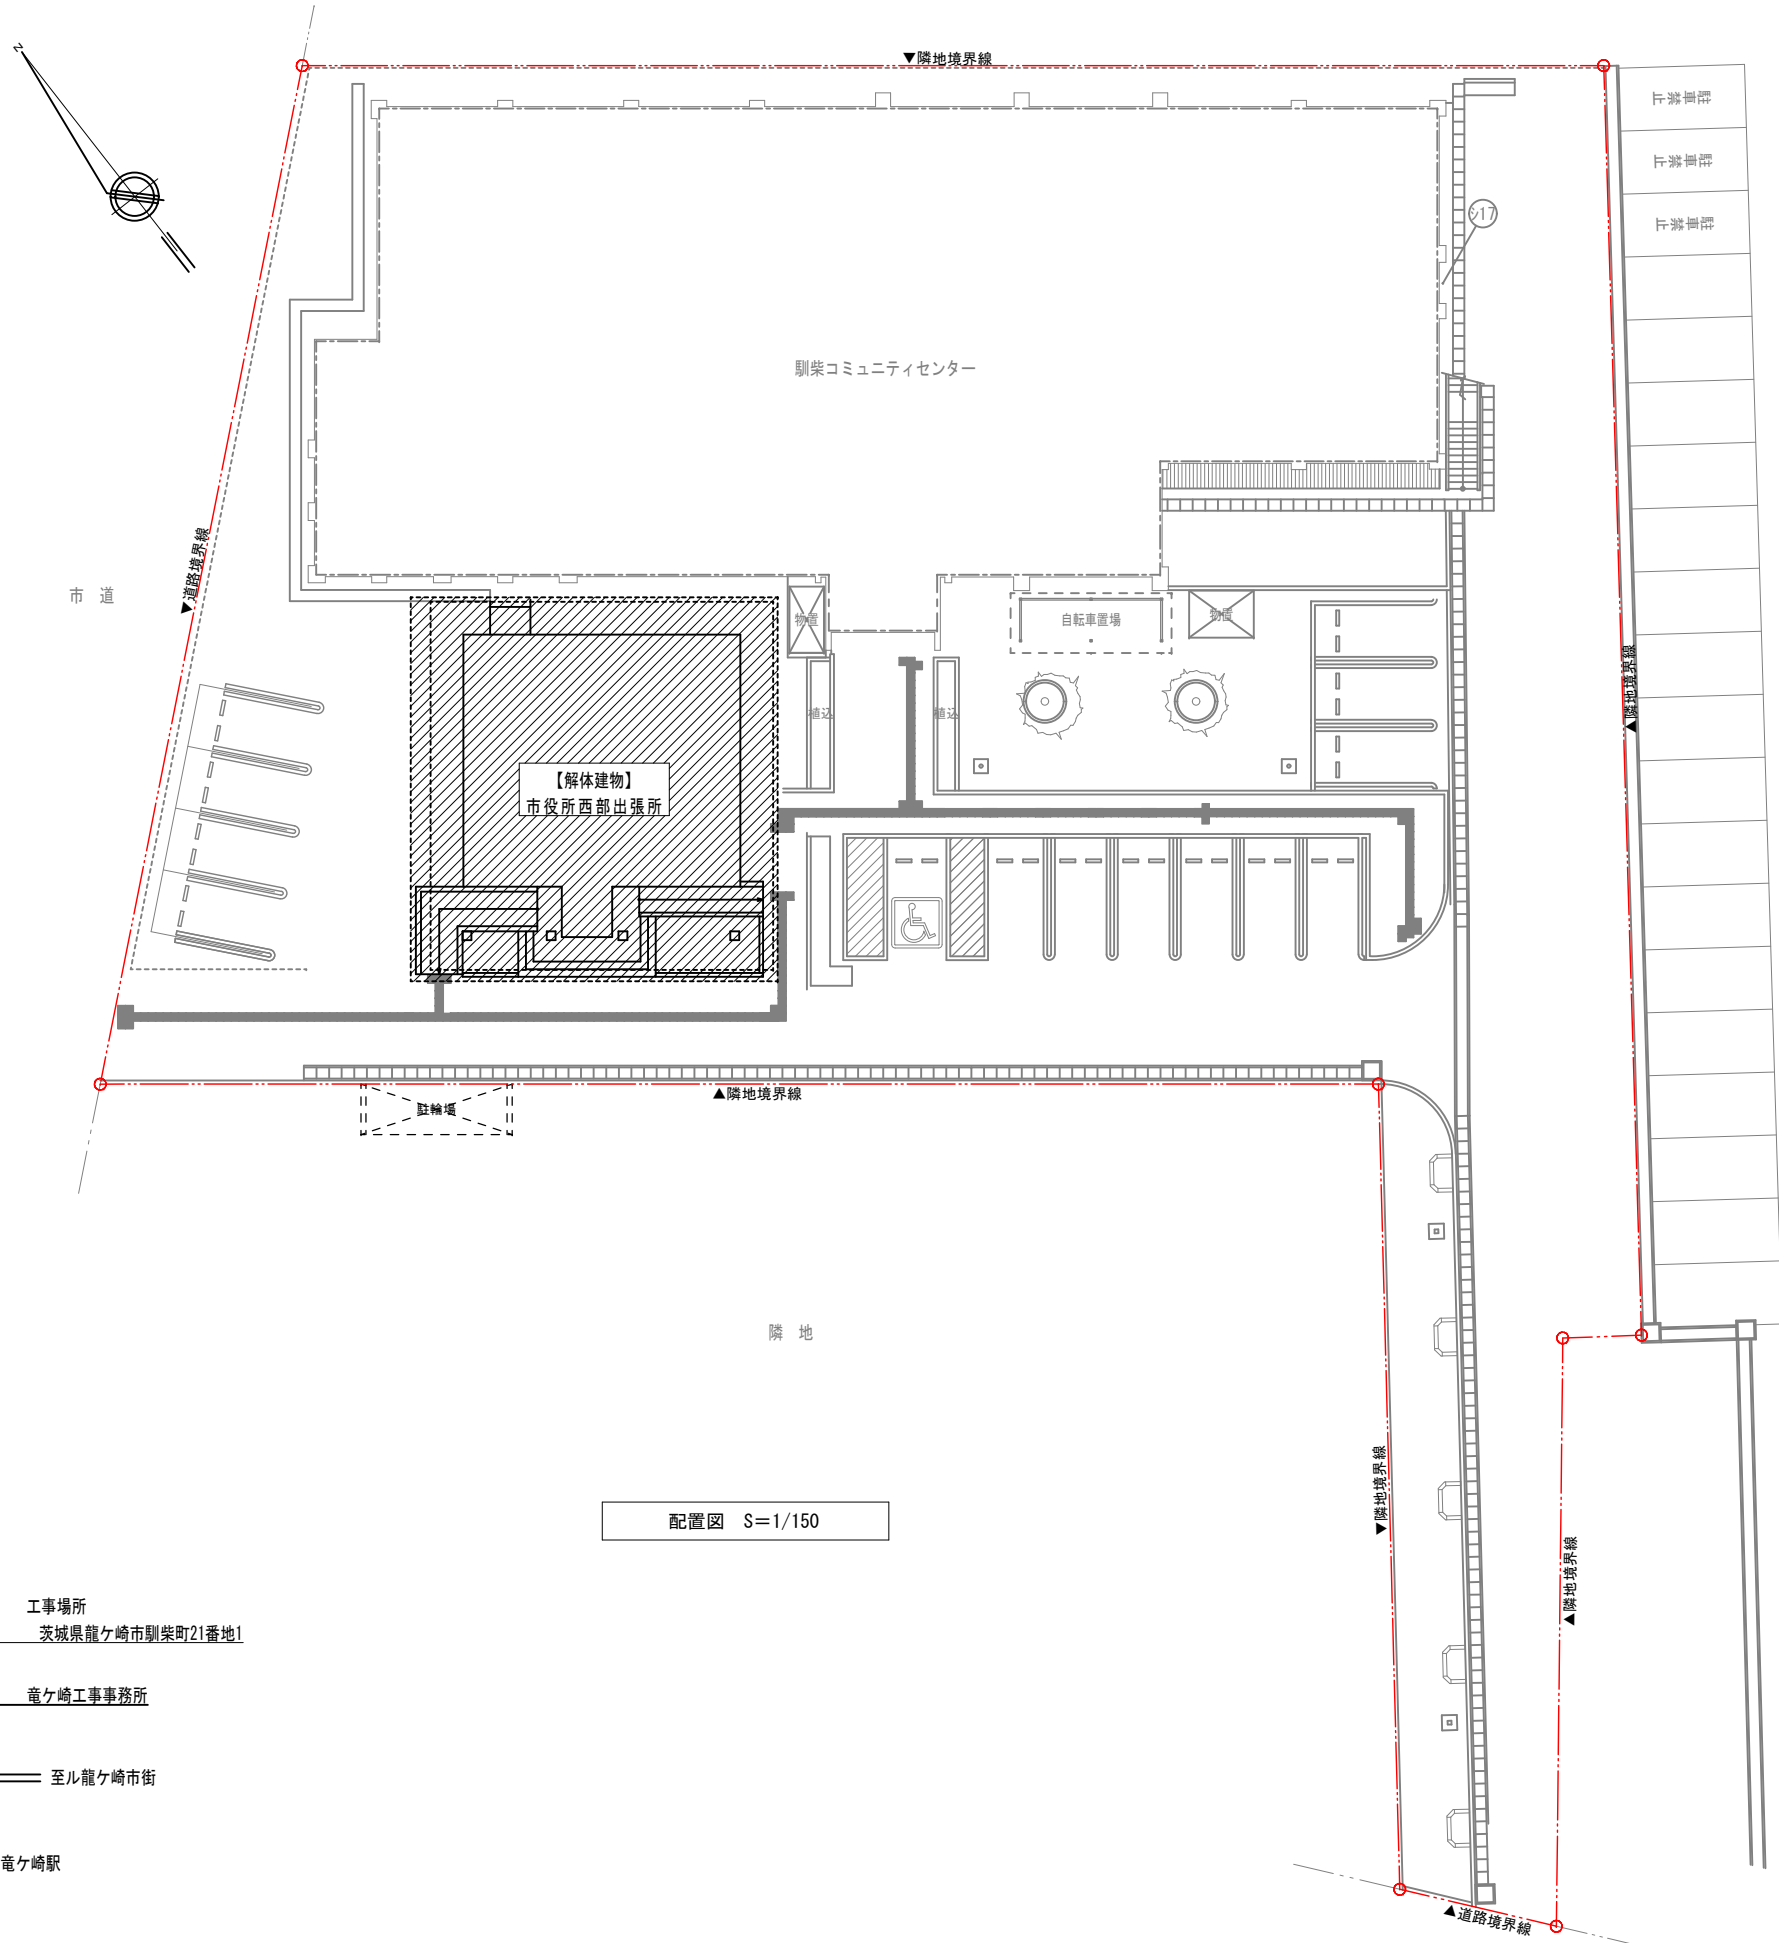 N
▼隣地境界線
駐車禁止
駐車禁止
駐車禁止
ｼ17
馴柴コミュニティセンター
▼道路境界線
市　道
物置
自転車置場
物置
▲隣地境界線
植込
植込
【解体建物】
市役所西部出張所
▲隣地境界線
駐輪場
隣　地
▼隣地境界線
配置図　S＝1/150
▲隣地境界線
工事場所
茨城県龍ケ崎市馴柴町21番地1
竜ケ崎工事事務所
至ル龍ケ崎市街
竜ケ崎駅
▲道路境界線